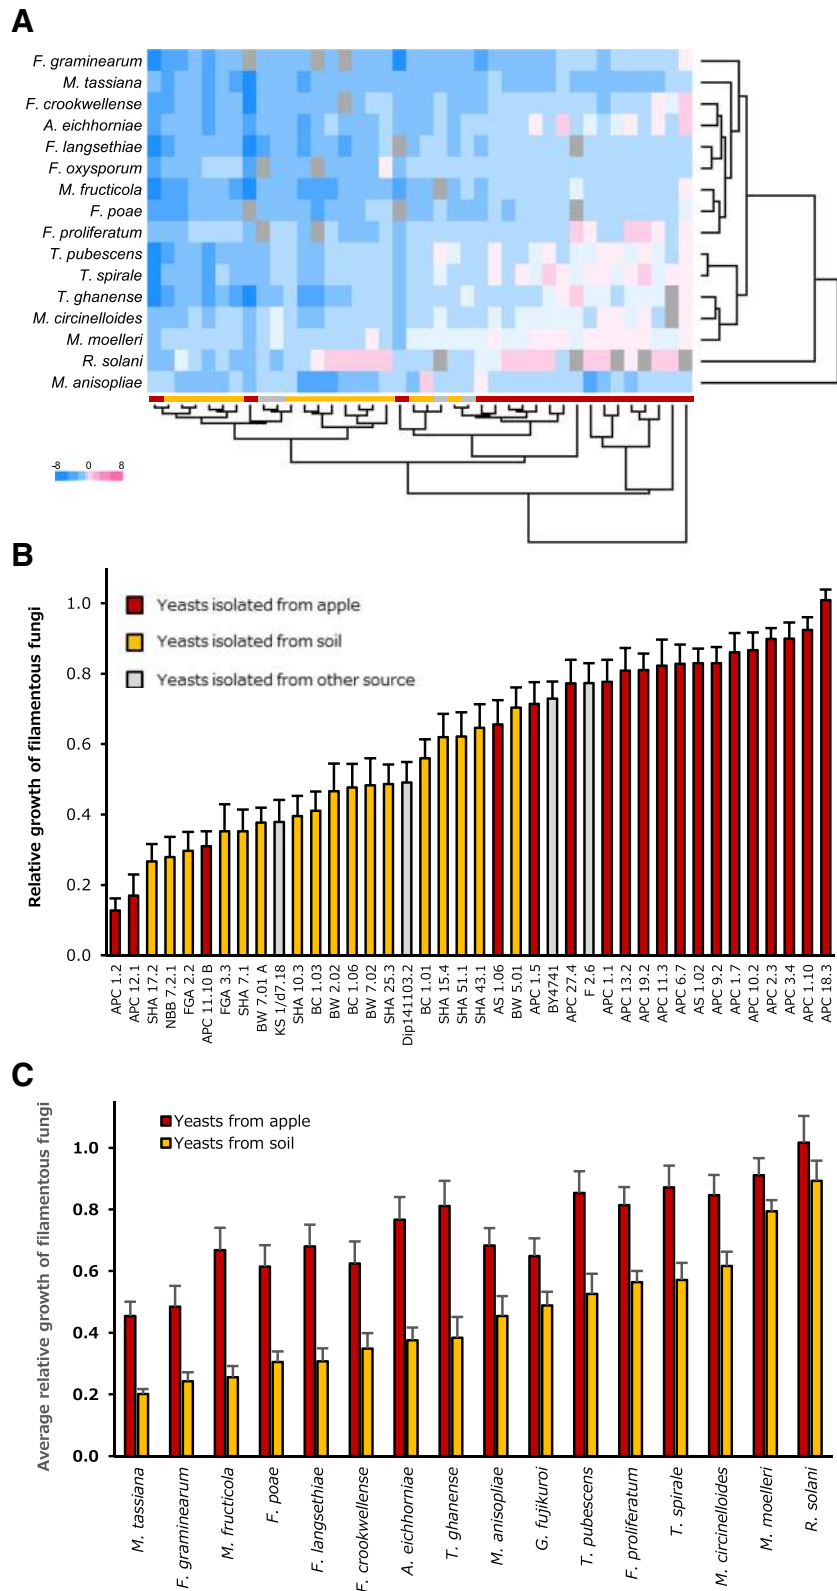 A
F. graminearum
M. tassiana
F. crookwellense
A. eichhorniae
F. langsethiae
F. oxysporum
M. fructicola
F. poae
F. proliferatum
T. pubescens
T. spirale
T. ghanense
M. circinelloides
M. moelleri
R. solani
M. anisopliae
-8 0 8
B
Relative growth of filamentous fungi
1.0
0.8
0.6
0.4
0.2
0.0
Yeasts isolated from apple
Yeasts isolated from soil
Yeasts isolated from other source
APC 1.2
APC 12.1
SHA 17.2
NBB 7.2.1
FGA 2.2
APC 11.10 B
FGA 3.3
SHA 7.1
BW 7.01 A
KS 1/d7.18
SHA 10.3
BC 1.03
BW 2.02
BC 1.06
BW 7.02
SHA 25.3
Dip141103.2
BC 1.01
SHA 15.4
SHA 51.1
SHA 43.1
AS 1.06
BW 5.01
APC 1.5
BY4741
APC 27.4
F 2.6
APC 1.1
APC 13.2
APC 19.2
APC 11.3
APC 6.7
AS 1.02
APC 9.2
APC 1.7
APC 10.2
APC 2.3
APC 3.4
APC 1.10
APC 18.3
C
Average relative growth of filamentous fungi
1.0
0.8
0.6
0.4
0.2
0.0
Yeasts from apple
Yeasts from soil
M. tassiana
F. graminearum
M. fructicola
F. poae
F. langsethiae
F. crookwellense
A. eichhorniae
T. ghanense
M. anisopliae
G. fujikuroi
T. pubescens
F. proliferatum
T. spirale
M. circinelloides
M. moelleri
R. solani